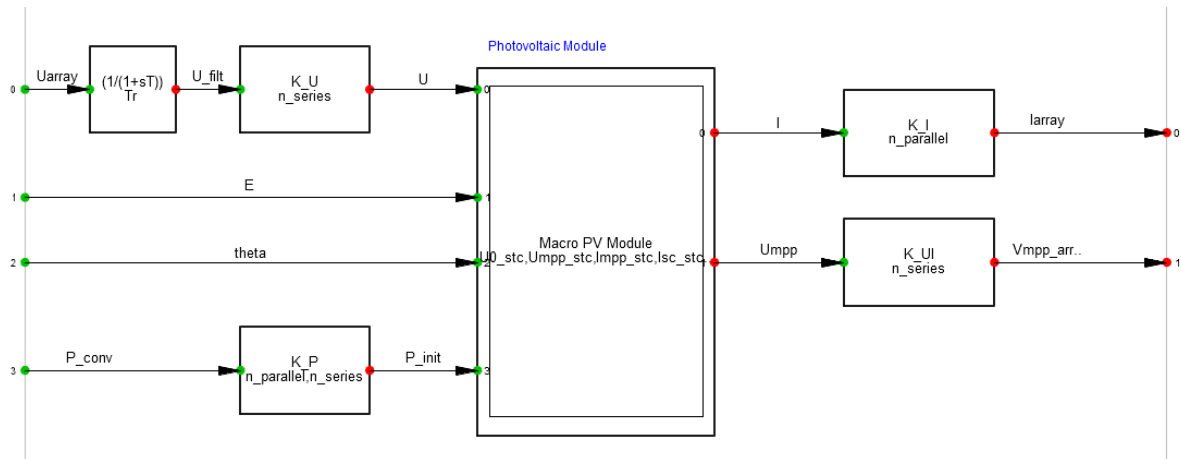 Photovoltaic Module
0
Uarray
(1/(1+sT))
Tr
U_filt
K_U
n_series
U
0
0
I
K_I
n_parallel
Iarray
0
1
E
1
2
theta
2
Macro PV Module
U0_stc,Umpp_stc,Impp_stc,Isc_stc
1
Umpp
K_UI
n_series
Vmpp_arr..
1
3
P_conv
K_P
n_parallel,n_series
P_init
3